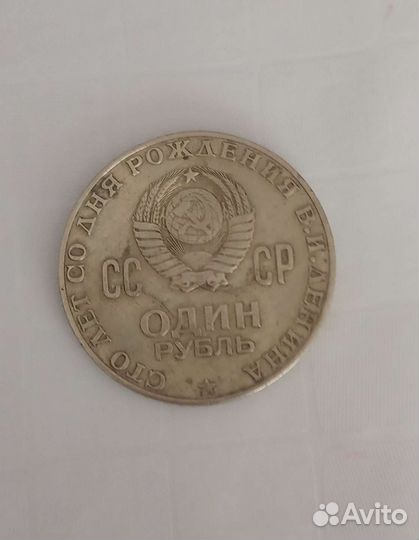 СТО ЛЕТ СО ДНЯ РОЖДЕНИЯ В.И.ЛЕНИНА
СС СР
ОДИН
РУБЛЬ
Avito